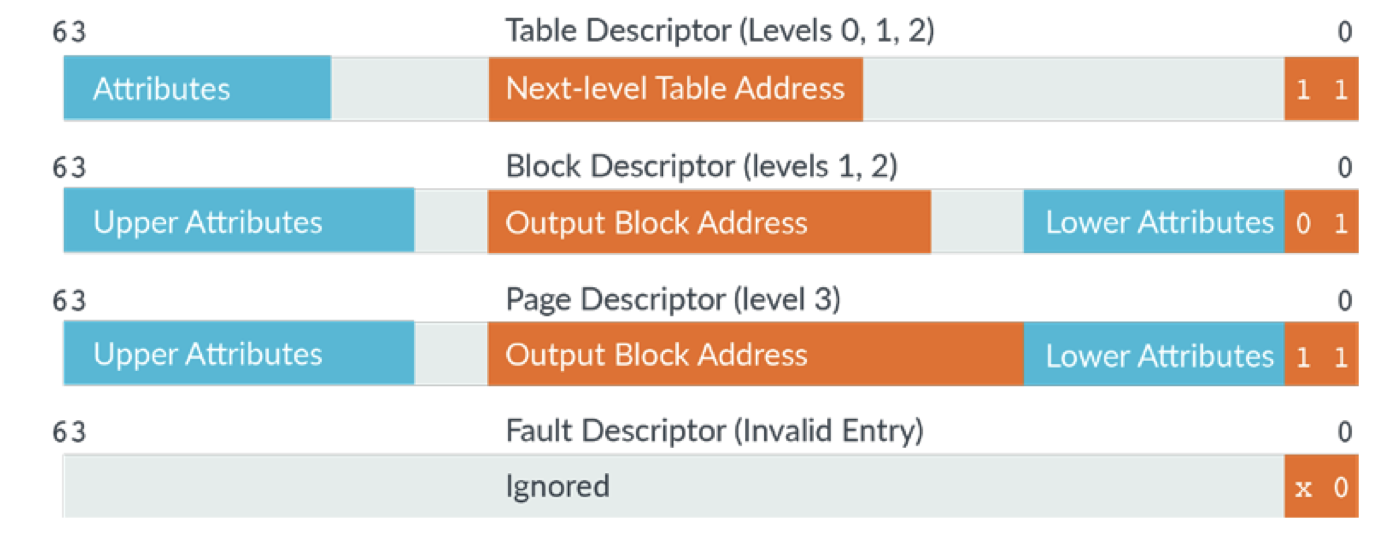 63 Table Descriptor (Levels 0, 1, 2) 0
Attributes Next-level Table Address 1 1
63 Block Descriptor (levels 1, 2) 0
Upper Attributes Output Block Address Lower Attributes 0 1
63 Page Descriptor (level 3) 0
Upper Attributes Output Block Address Lower Attributes 1 1
63 Fault Descriptor (Invalid Entry) 0
Ignored x 0